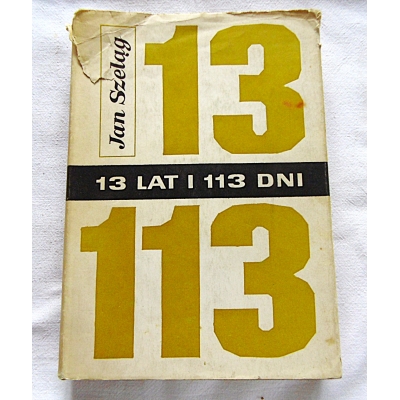 Jan Szeląg
13
13 LAT I 113 DNI
113